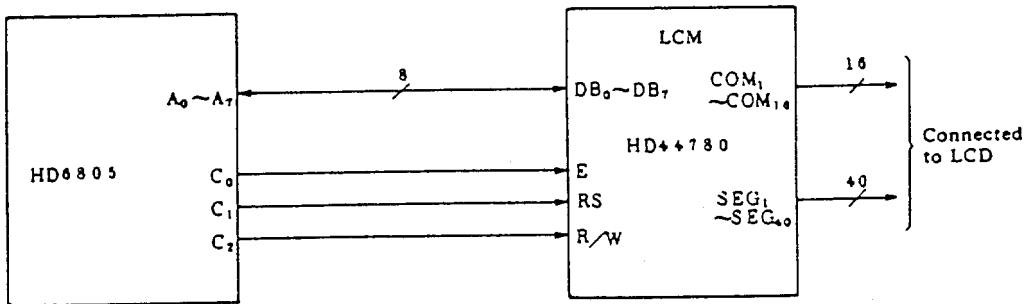 LCM
8
16
A₀~A₇
DB₀~DB₇
COM₁
~COM₁₆
HD6805
HD44780
Connected
to LCD
C₀
E
40
C₁
RS
SEG₁
~SEG₄₀
C₂
R/W